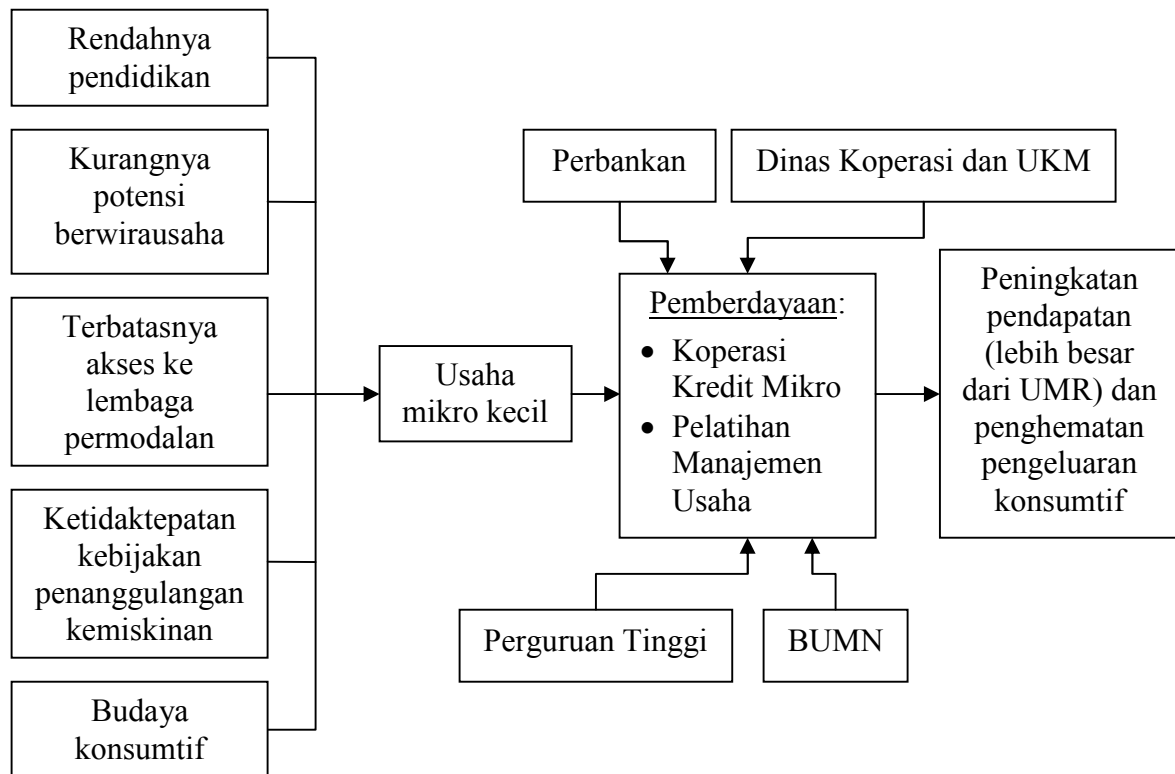 Rendahnya
pendidikan
Kurangnya
potensi
berwirausaha
Terbatasnya
akses ke
lembaga
permodalan
Ketidaktepatan
kebijakan
penanggulangan
kemiskinan
Budaya
konsumtif
Usaha
mikro kecil
Perbankan
Dinas Koperasi dan UKM
Pemberdayaan:
• Koperasi
Kredit Mikro
• Pelatihan
Manajemen
Usaha
Perguruan Tinggi
BUMN
Peningkatan
pendapatan
(lebih besar
dari UMR) dan
penghematan
pengeluaran
konsumtif